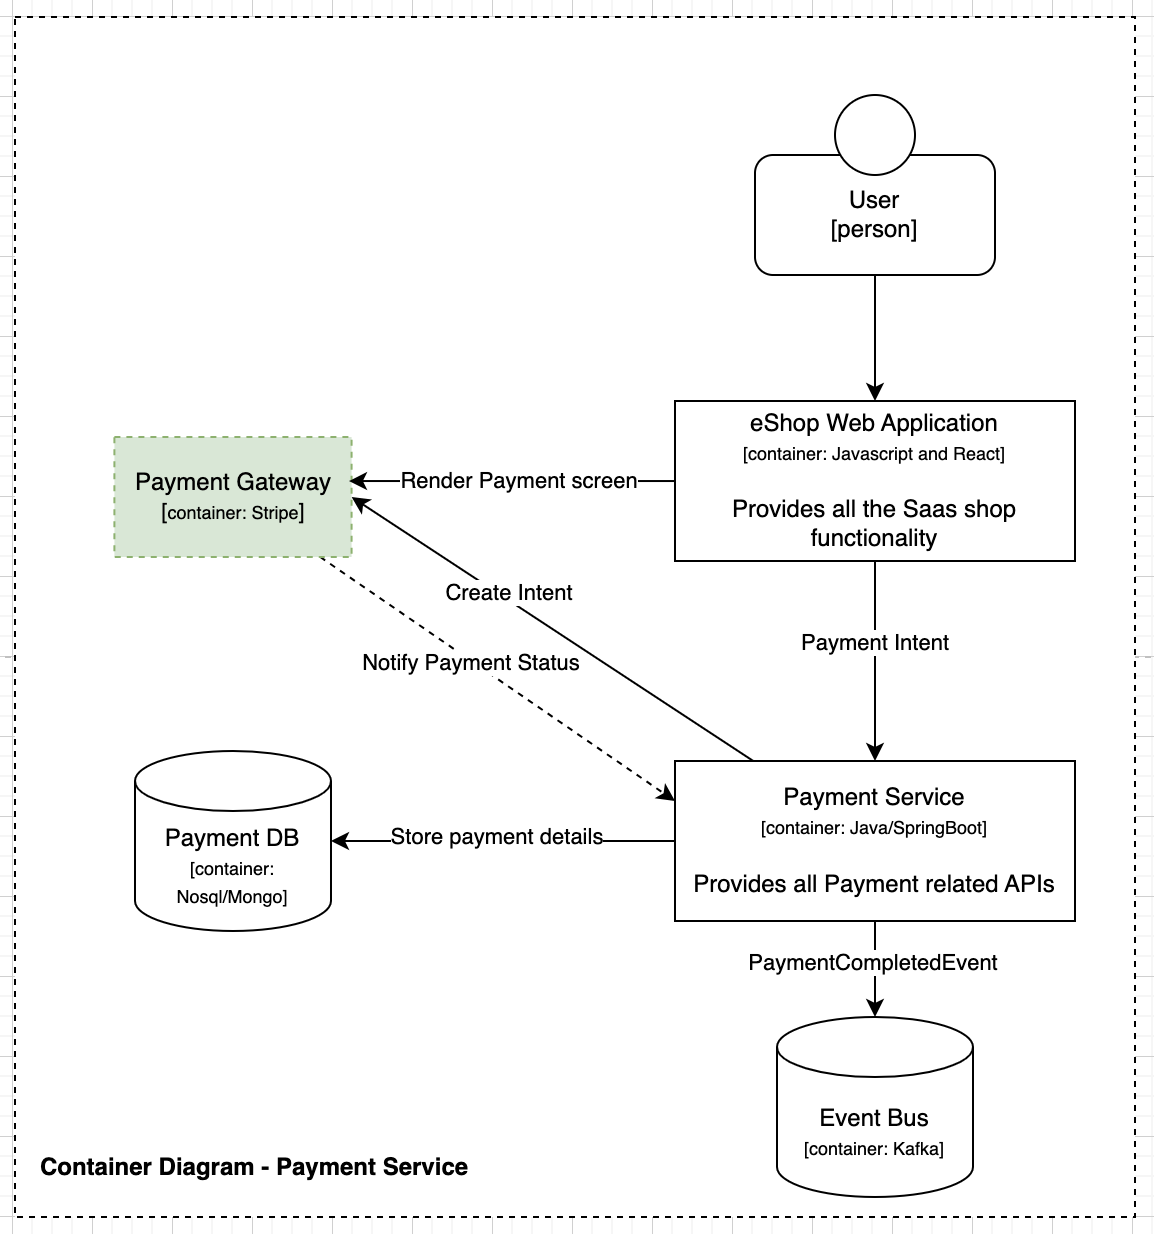 User
[person]
eShop Web Application
[container: Javascript and React]
Provides all the Saas shop
functionality
Payment Gateway
[container: Stripe]
Render Payment screen
Create Intent
Payment Intent
Notify Payment Status
Payment Service
[container: Java/SpringBoot]
Provides all Payment related APIs
Store payment details
Payment DB
[container:
Nosql/Mongo]
PaymentCompletedEvent
Event Bus
[container: Kafka]
Container Diagram - Payment Service